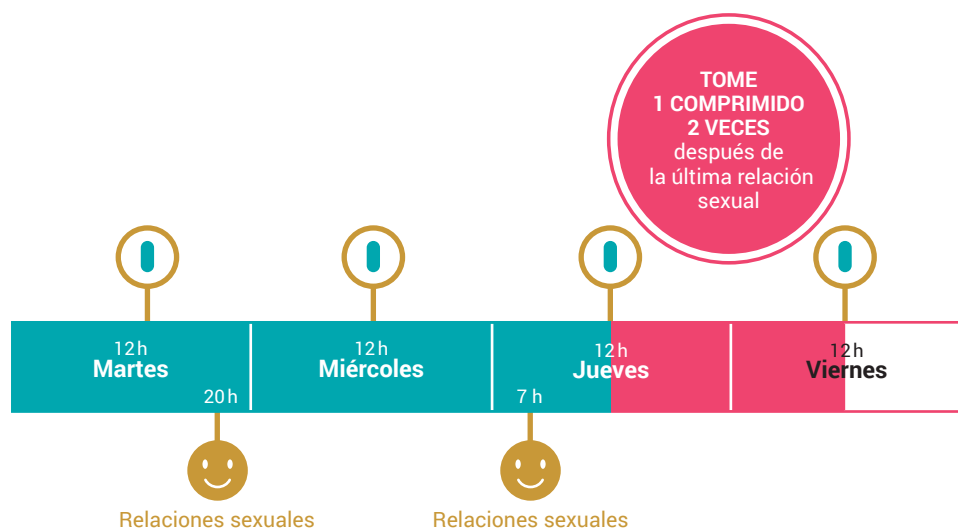 TOME
1 COMPRIMIDO
2 VECES
después de
la última relación
sexual
12 h
Martes
12 h
Miércoles
12 h
Jueves
12 h
Viernes
20 h
7 h
Relaciones sexuales
Relaciones sexuales